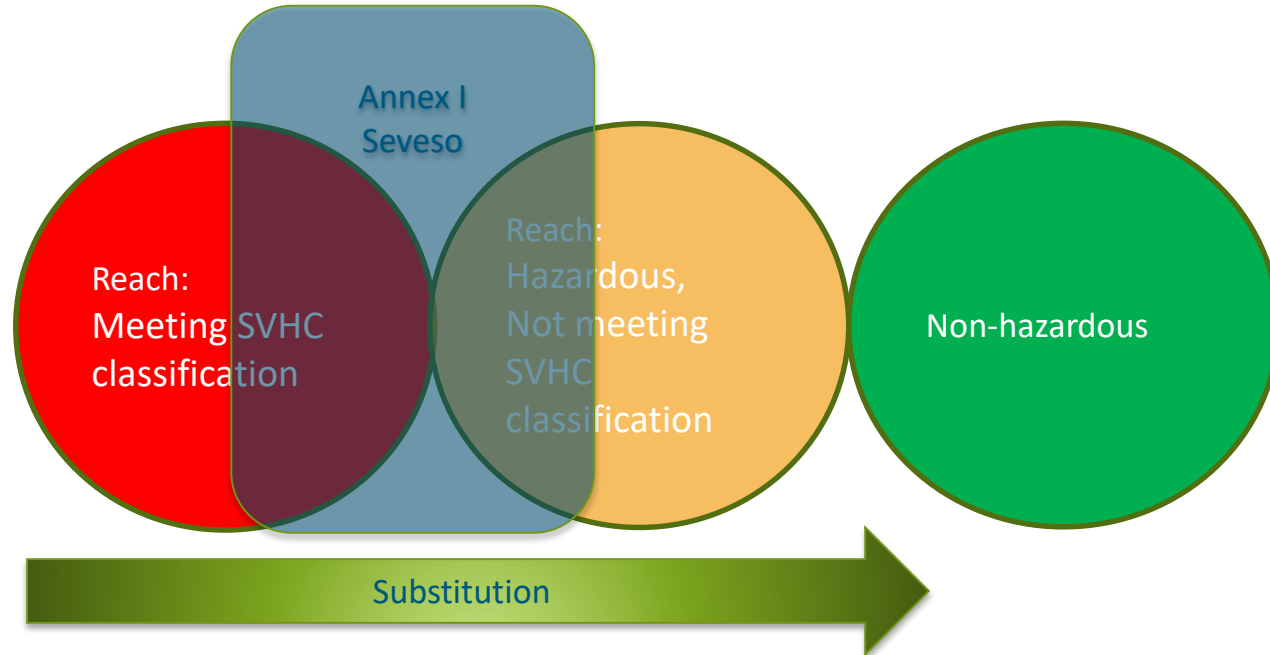 Annex I
Seveso
Reach:
Meeting SVHC
classification
Reach:
Hazardous,
Not meeting
SVHC
classification
Non-hazardous
Substitution